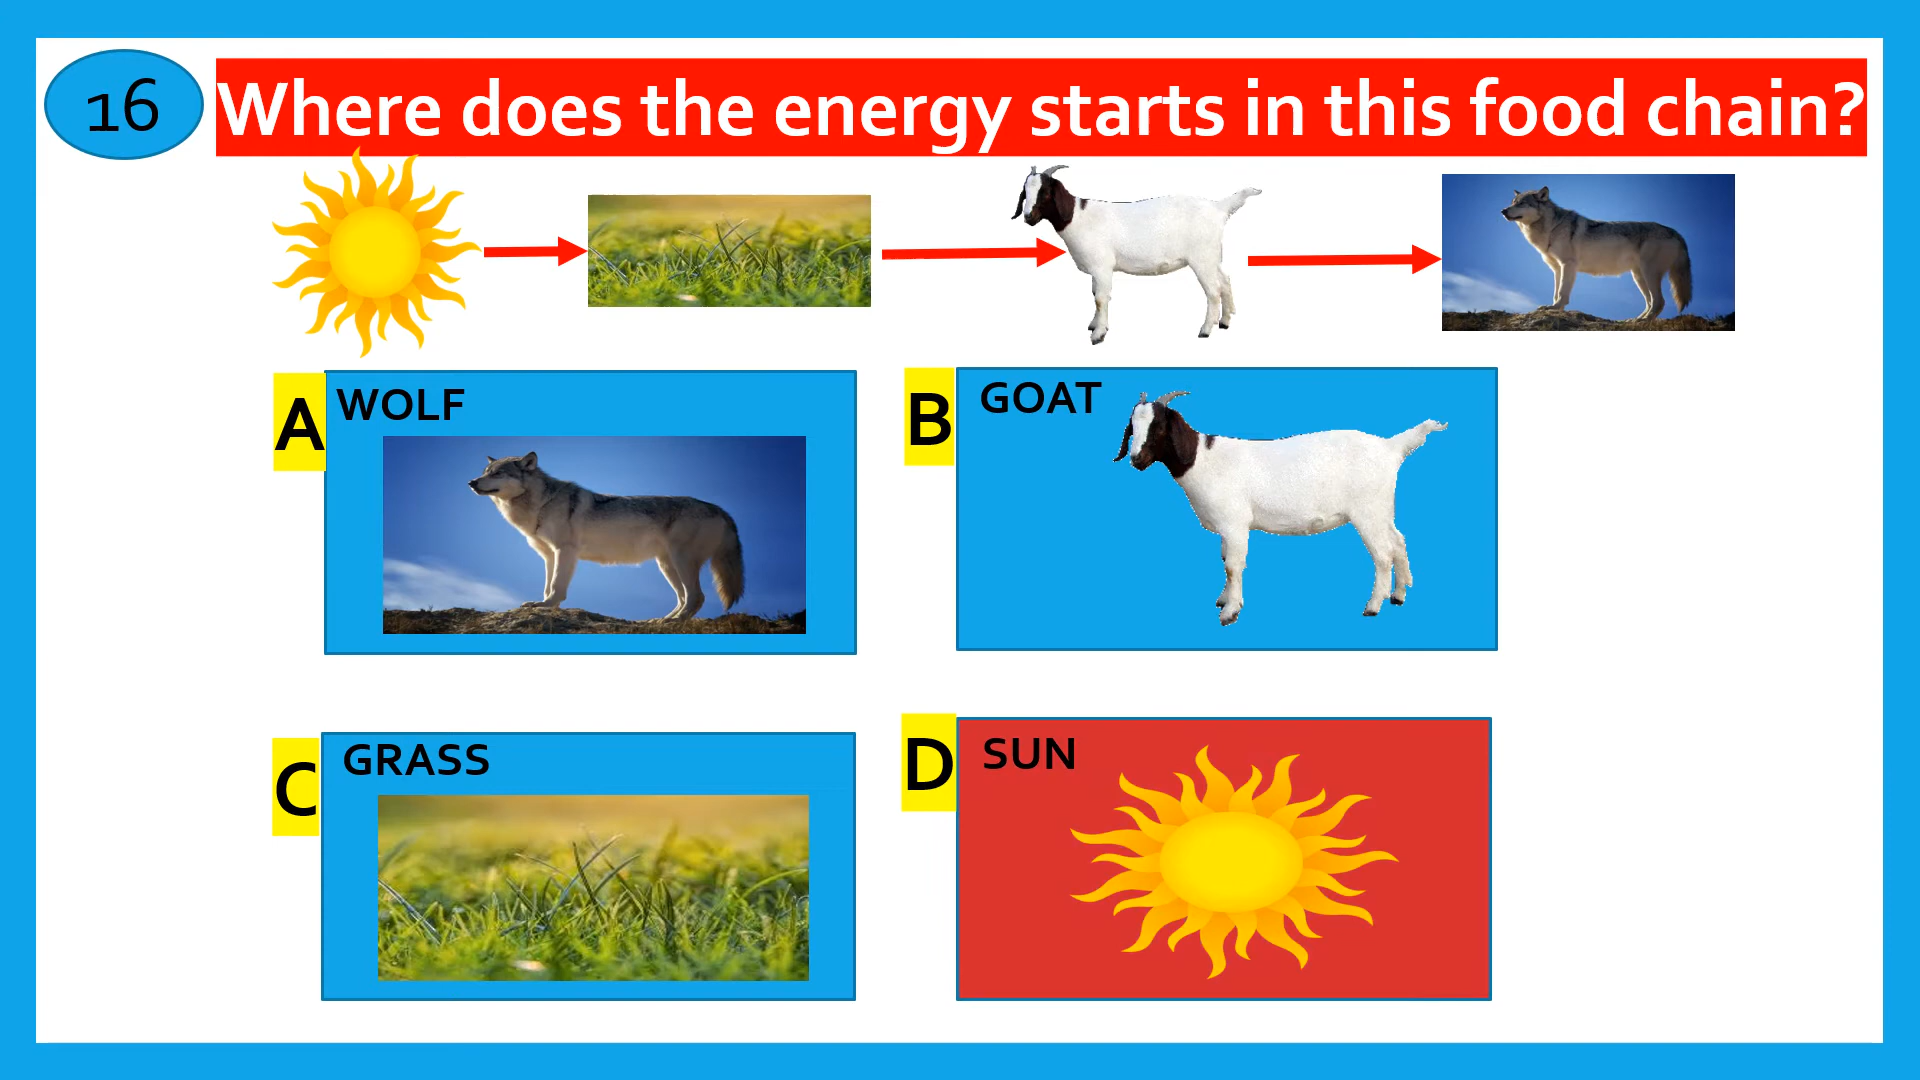 16
Where does the energy starts in this food chain?
A
WOLF
B
GOAT
C
GRASS
D
SUN